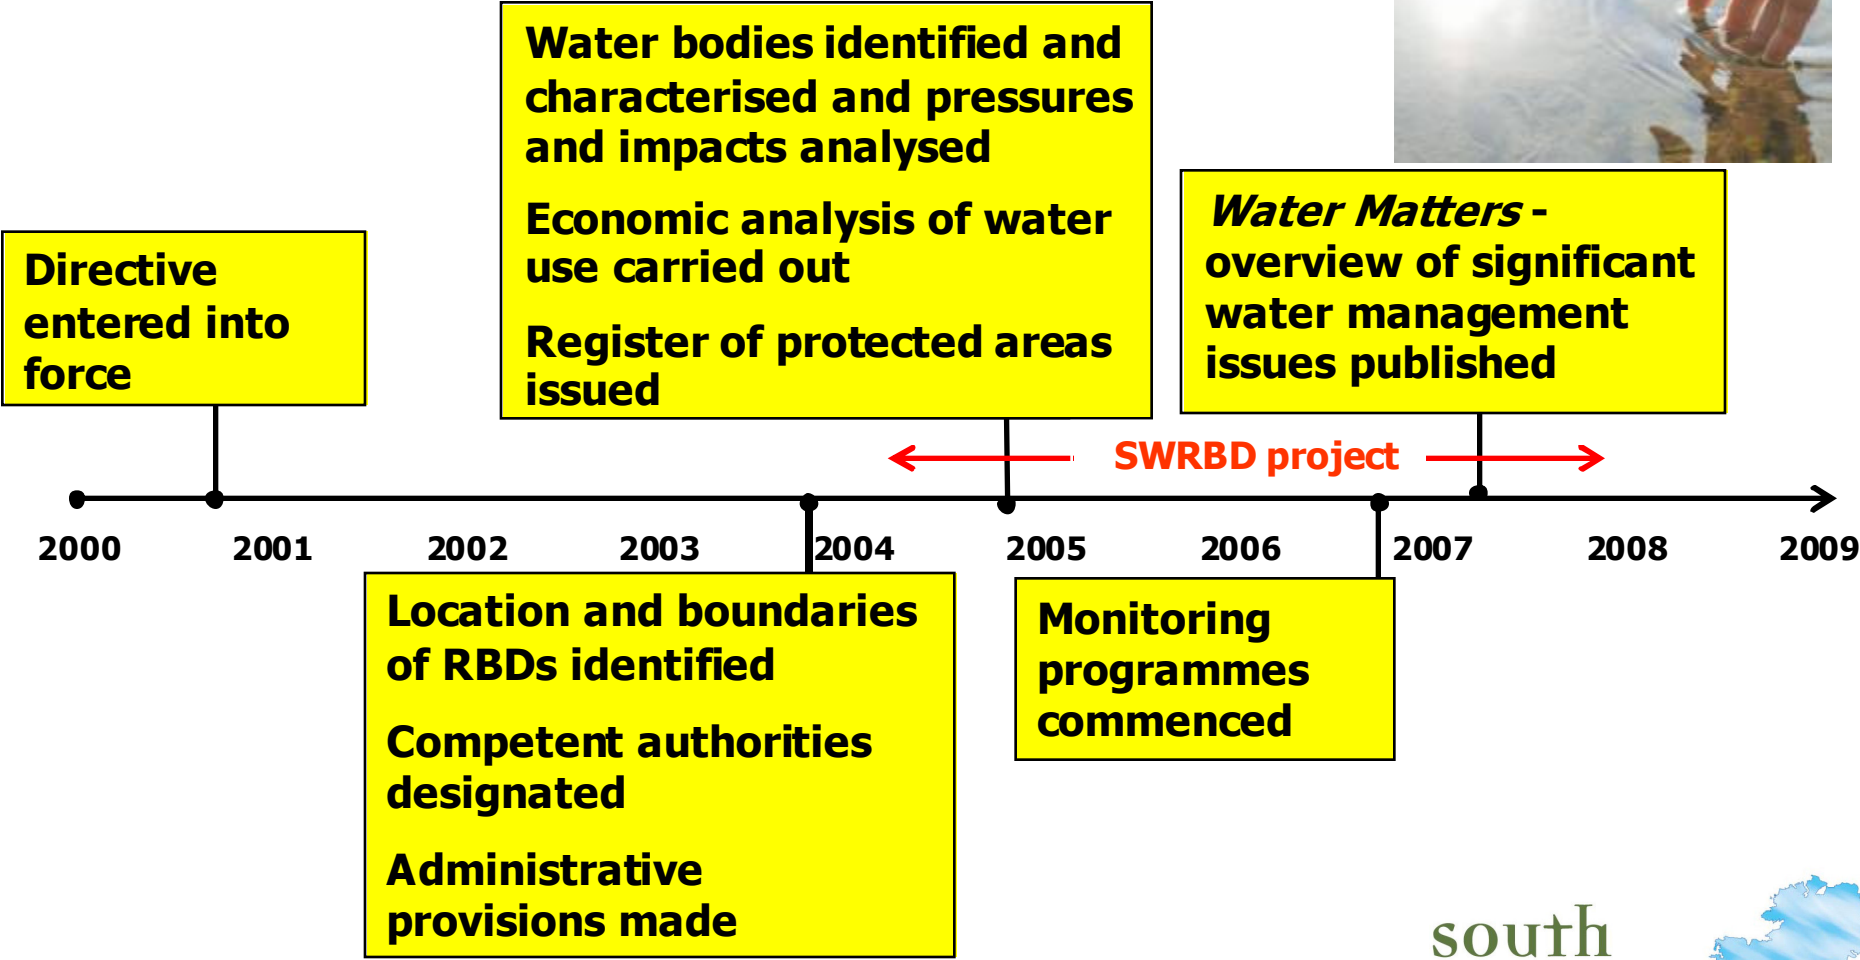 Water bodies identified and
characterised and pressures
and impacts analysed
Economic analysis of water
use carried out
Register of protected areas
issued
Water Matters -
overview of significant
water management
issues published
Directive
entered into
force
SWRBD project
2000 2001 2002 2003 2004 2005 2006 2007 2008 2009
Location and boundaries
of RBDs identified
Competent authorities
designated
Administrative
provisions made
Monitoring
programmes
commenced
south